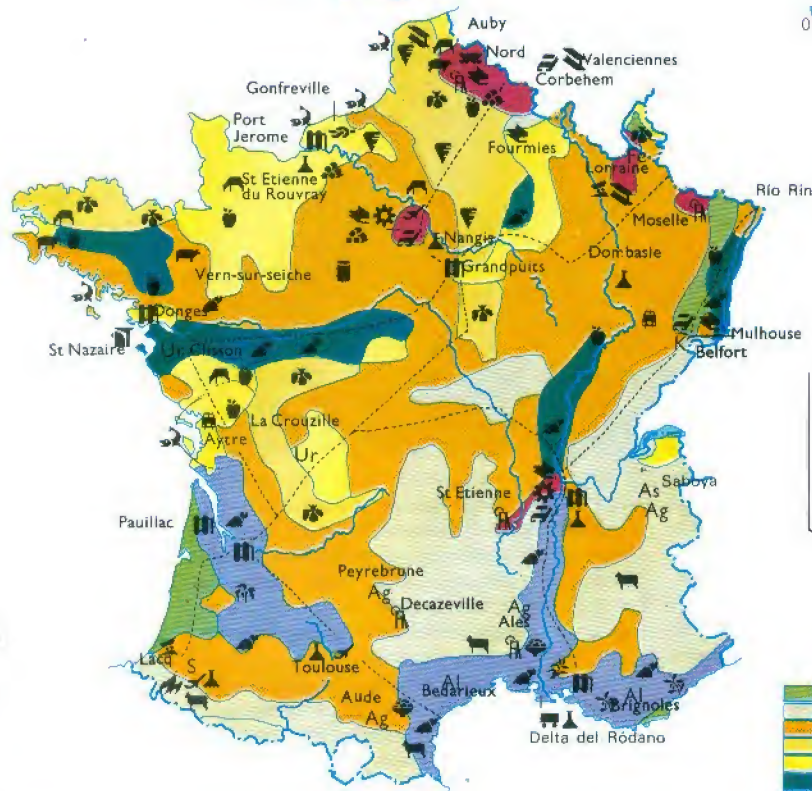 Auby
0
Nord
Valenciennes
Corbehem
Gonfreville
Port
Jerome
St Etienne
du Rouvray
Fourmies
Fe
Lorraine
Río Rin
Moselle
Nangis
Grandpuits
Dombasle
Vern-sur-seiche
Donges
St Nazaire
Ur. Clisson
K
Mulhouse
Belfort
La Crouzille
Aytre
Ur
St Etienne
As
Saboya
Ag
Pauillac
Peyrebrune
Ag
Decazeville
Ag
Ales
Lacq
S
Toulouse
Aude
Ag
Al
Bedarieux
Al
Brignoles
Delta del Ródano